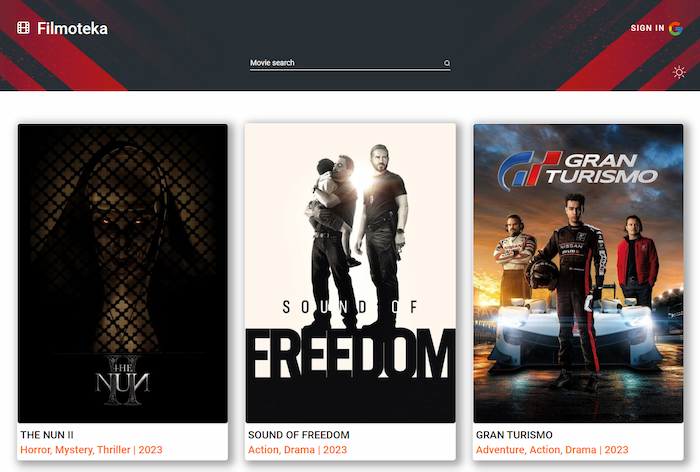 Filmoteka
SIGN IN
Movie search
THE
II
NUN
SOUND OF
FREEDOM
GRAN
TURISMO
NISSAN
THE NUN II
Horror, Mystery, Thriller | 2023
SOUND OF FREEDOM
Action, Drama | 2023
GRAN TURISMO
Adventure, Action, Drama | 2023